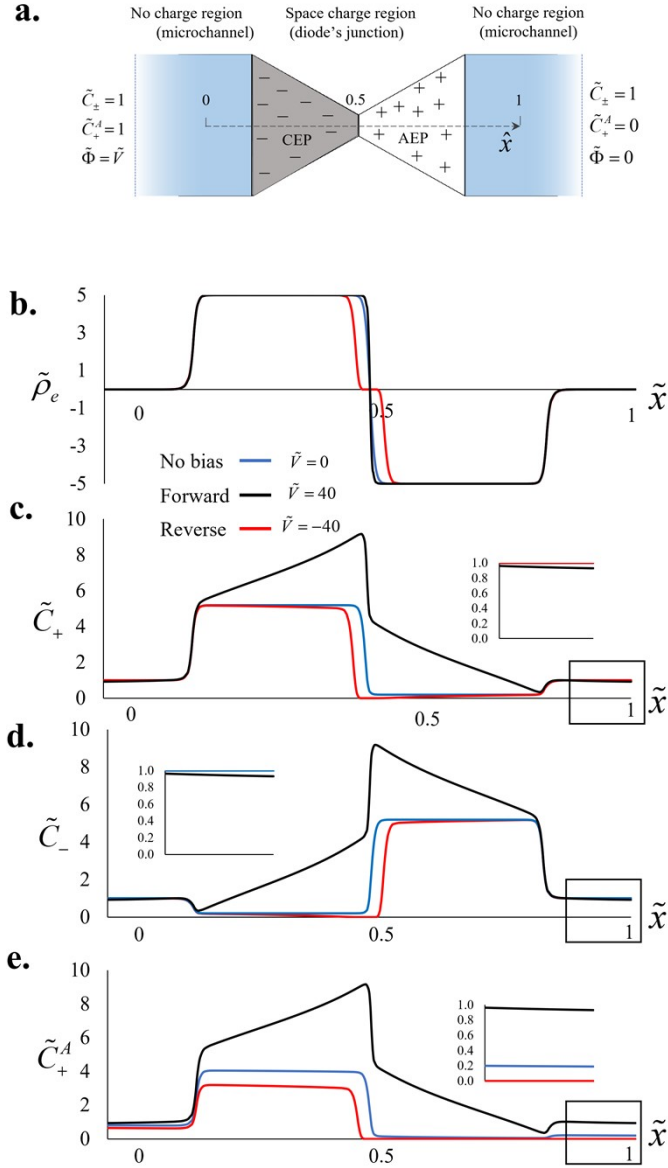 a.
No charge region
(microchannel)
Space charge region
(diode's junction)
No charge region
(microchannel)
C̃± = 1
C̃₊ᴬ = 1
Φ̃ = Ṽ
0
0.5
1
x̂
CEP
AEP
C̃± = 1
C̃₊ᴬ = 0
Φ̃ = 0
b.
5
3
1
-1
-3
-5
ρ̃ₑ
0
0.5
1
x̃
No bias Ṽ = 0
Forward Ṽ = 40
Reverse Ṽ = −40
c.
10
8
6
4
2
0
C̃₊
1.0
0.8
0.6
0.4
0.2
0.0
0
0.5
1
x̃
d.
10
8
6
4
2
0
C̃₋
1.0
0.8
0.6
0.4
0.2
0.0
0
0.5
1
x̃
e.
10
8
6
4
2
0
C̃₊ᴬ
1.0
0.8
0.6
0.4
0.2
0.0
0
0.5
1
x̃